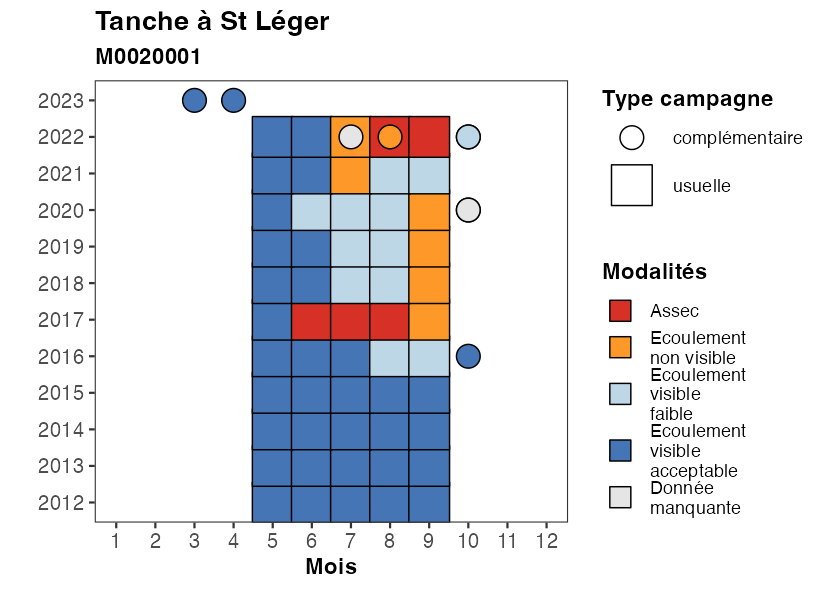 Tanche à St Léger
M0020001
2023
2022
2021
2020
2019
2018
2017
2016
2015
2014
2013
2012
1 2 3 4 5 6 7 8 9 10 11 12
Mois
Type campagne
complémentaire
usuelle
Modalités
Assec
Ecoulement
non visible
Ecoulement
visible
faible
Ecoulement
visible
acceptable
Donnée
manquante